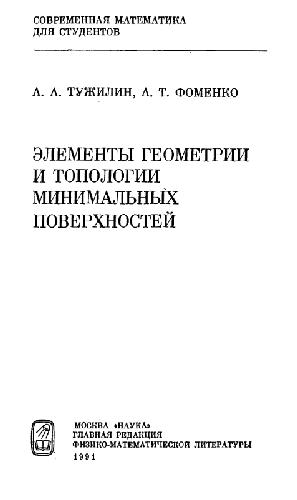 СОВРЕМЕННАЯ МАТЕМАТИКА
ДЛЯ СТУДЕНТОВ
А. А. ТУЖИЛИН, А. Т. ФОМЕНКО
ЭЛЕМЕНТЫ ГЕОМЕТРИИ
И ТОПОЛОГИИ
МИНИМАЛЬНЫХ
ПОВЕРХНОСТЕЙ
МОСКВА «НАУКА»
ГЛАВНАЯ РЕДАКЦИЯ
ФИЗИКО-МАТЕМАТИЧЕСКОЙ ЛИТЕРАТУРЫ
1991